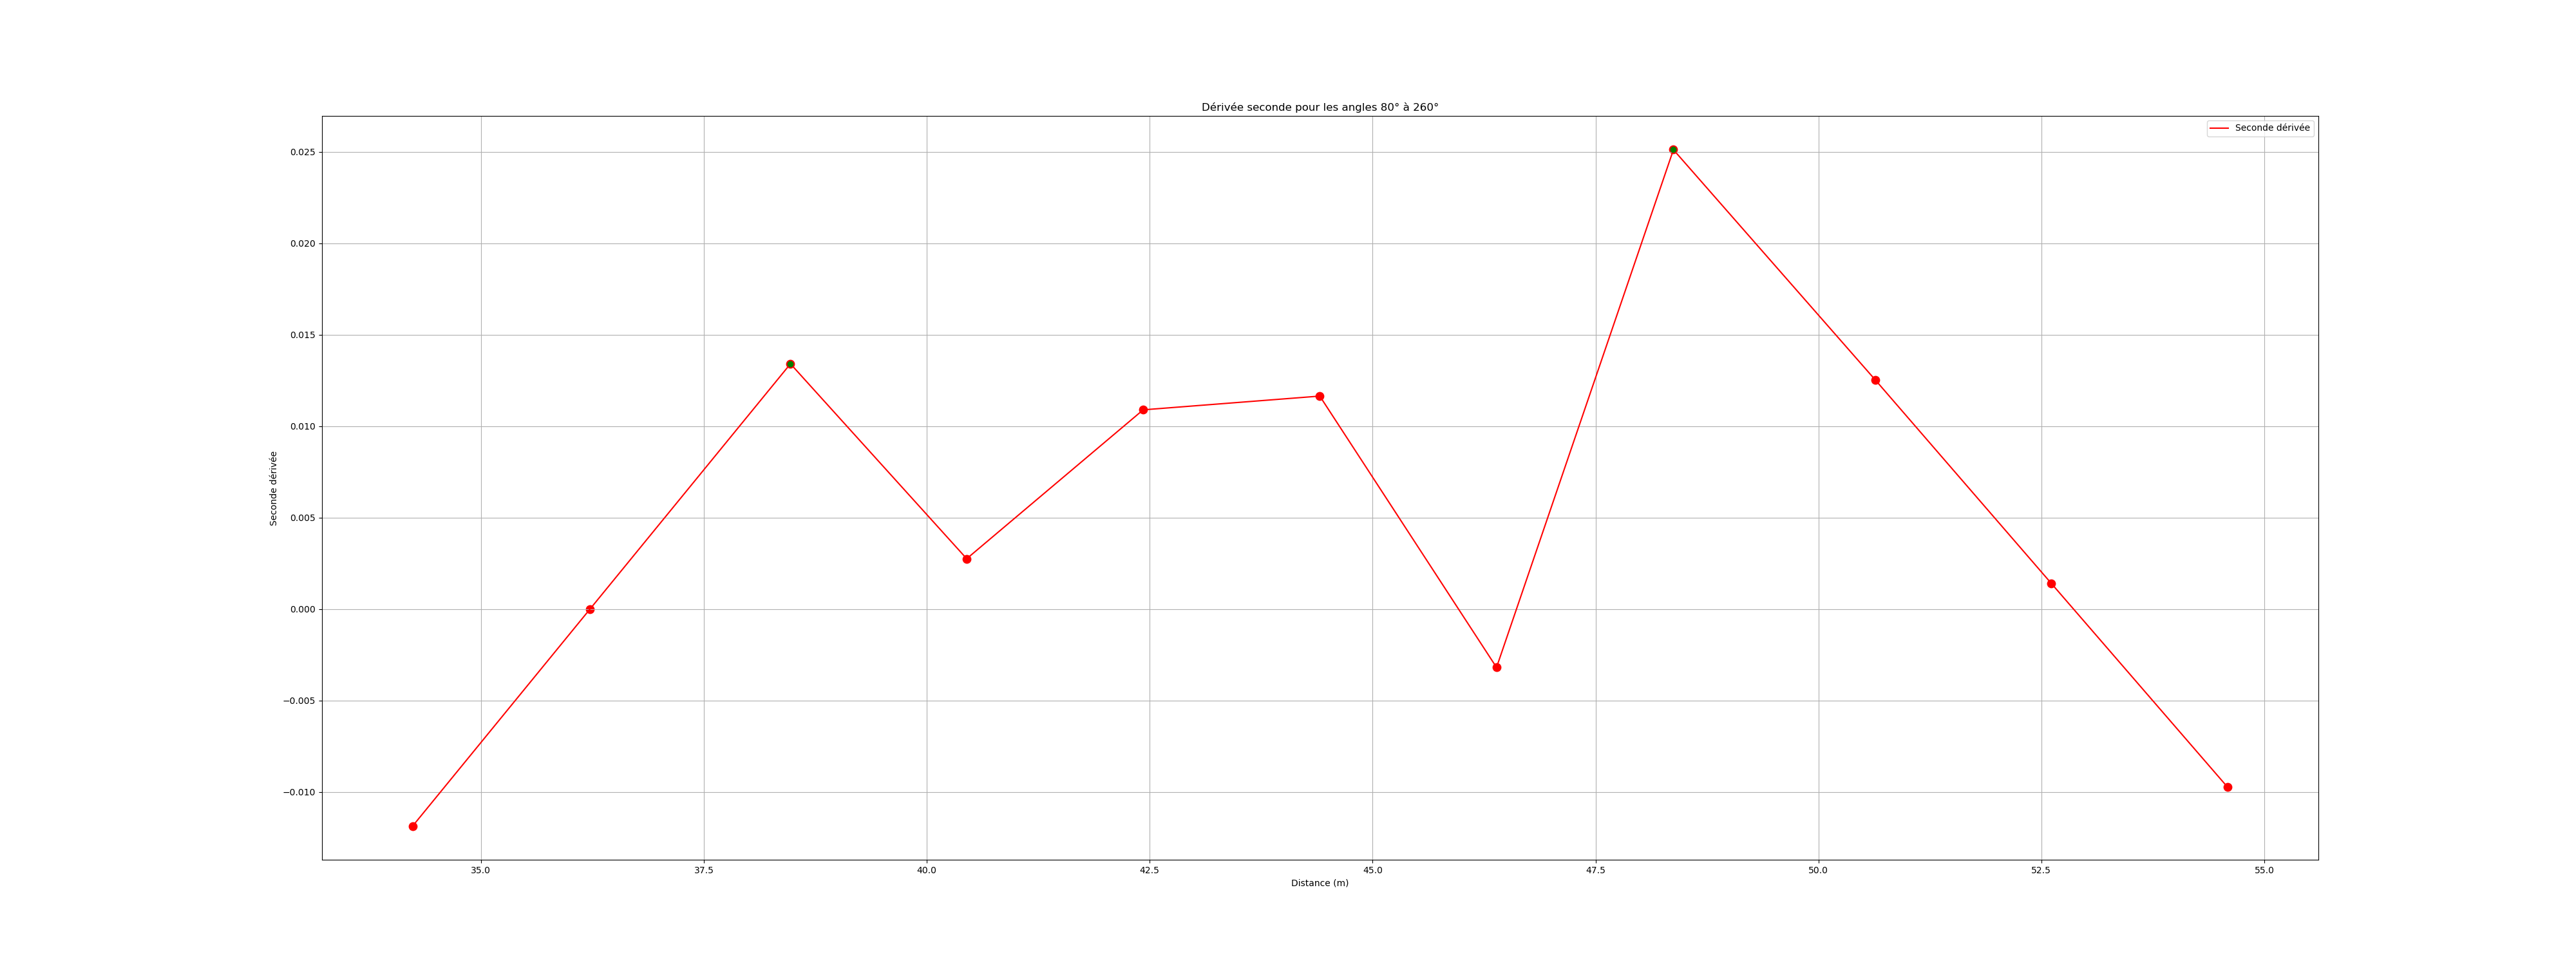 Dérivée seconde pour les angles 80° à 260°
Seconde dérivée
0.025
0.020
0.015
0.010
0.005
0.000
−0.005
−0.010
Seconde dérivée
35.0 37.5 40.0 42.5 45.0 47.5 50.0 52.5 55.0
Distance (m)